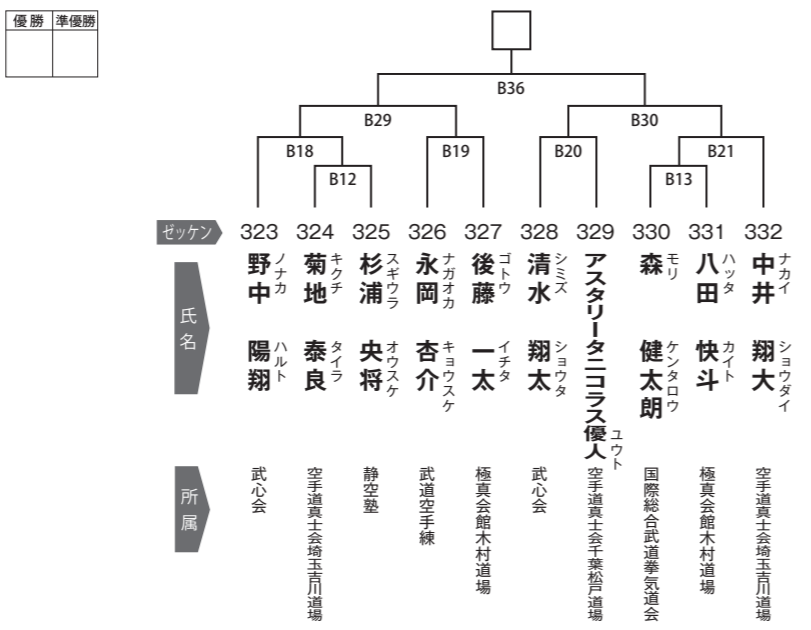 優勝 準優勝
B36
B29 B30
B18 B19 B20 B21
B12 B13
ゼッケン 323 324 325 326 327 328 329 330 331 332
氏名
野中 陽翔
ノナカ ハルト
菊地 泰良
キクチ タイラ
杉浦 央将
スギウラ オウスケ
永岡 杏介
ナガオカ キョウスケ
後藤 一太
ゴトウ イチタ
清水 翔太
シミズ ショウタ
アスタリータニコラス優人
ユウト
森 健太朗
モリ ケンタロウ
八田 快斗
ハッタ カイト
中井 翔大
ナカイ ショウダイ
所属
武心会
空手道真士会埼玉吉川道場
静空塾
武道空手練
極真会館木村道場
武心会
空手道真士会千葉松戸道場
国際総合武道拳気道会
極真会館木村道場
空手道真士会埼玉吉川道場